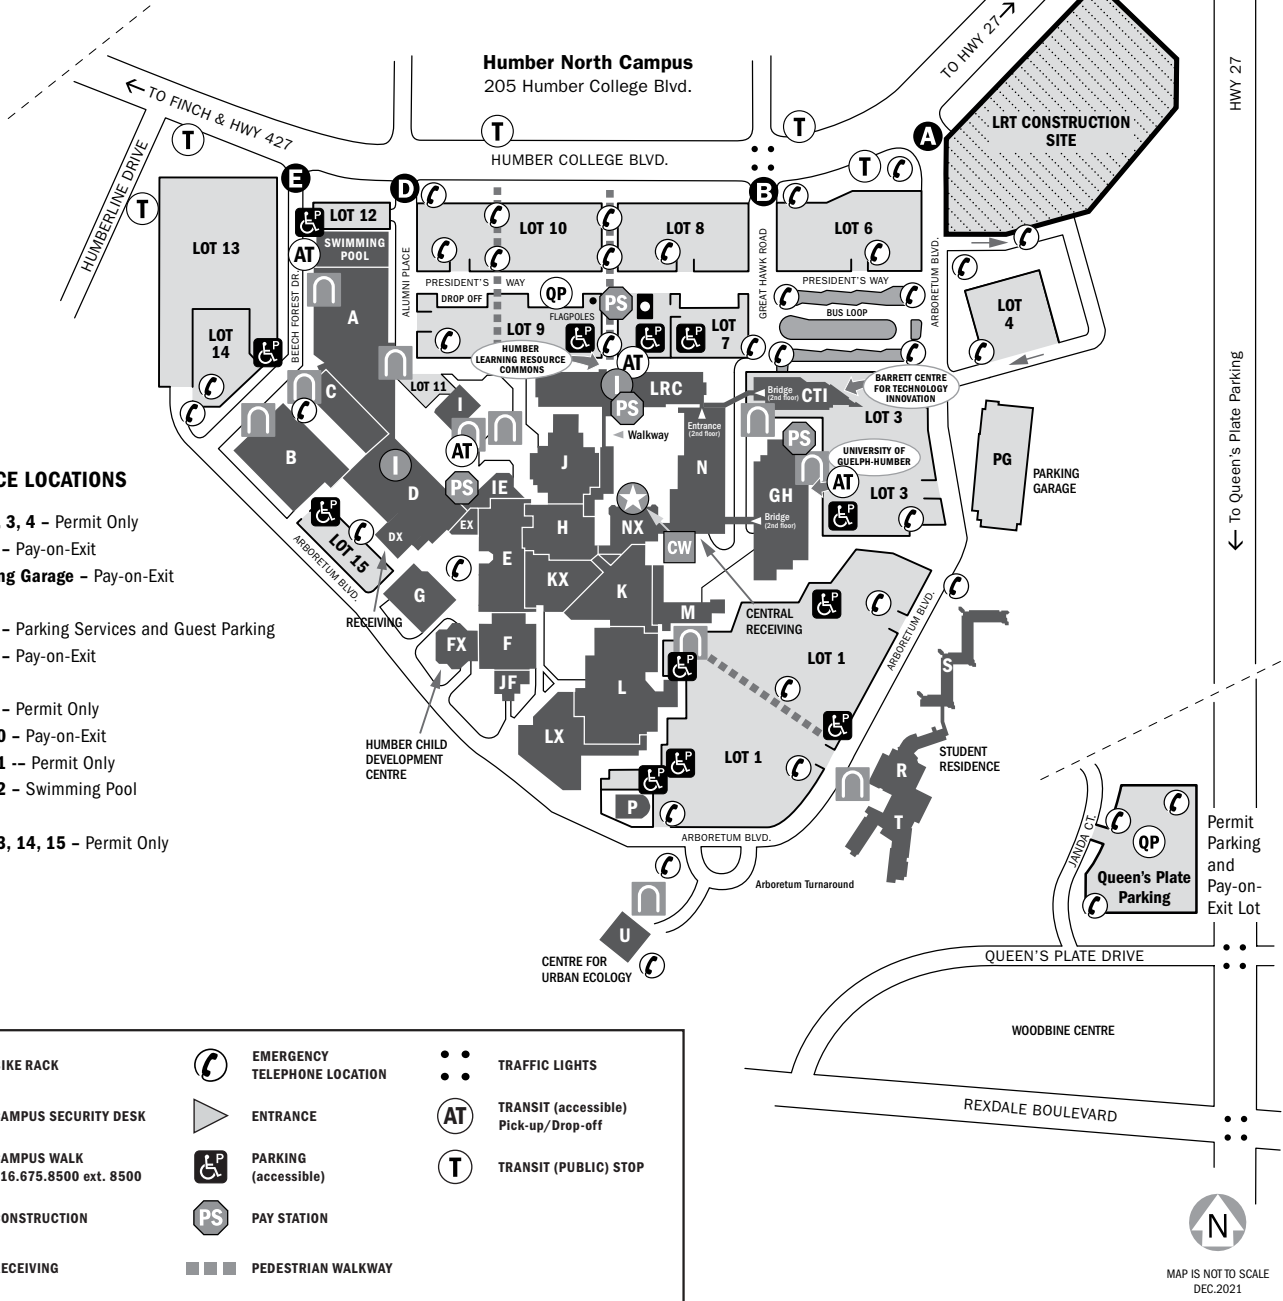 Humber North Campus
205 Humber College Blvd.
TO HWY 27
HWY 27
LRT CONSTRUCTION
SITE
TO FINCH & HWY 427
HUMBERLINE DRIVE
T
T
T
T
T
HUMBER COLLEGE BLVD.
A
E
D
B
LOT 13
LOT 12
LOT 10
LOT 8
LOT 6
SWIMMING
POOL
AT
BEECH FOREST DR.
ALUMNI PLACE
GREAT HAWK ROAD
ARBORETUM BLVD.
PRESIDENT'S WAY
PRESIDENT'S WAY
DROP OFF
QP
PS
FLAGPOLES
BUS LOOP
LOT
4
LOT
14
A
LOT 9
LOT
7
HUMBER
LEARNING RESOURCE
COMMONS
AT
BARRETT CENTRE
FOR TECHNOLOGY
INNOVATION
C
LOT 11
I
I
LRC
PS
Bridge
(2nd floor)
CTI
LOT 3
Entrance
(2nd floor)
Walkway
PS
UNIVERSITY OF
GUELPH-HUMBER
AT
AT
B
I
D
PS
IE
J
N
GH
LOT 3
PG
PARKING
GARAGE
To Queen's Plate Parking
CE LOCATIONS
3, 4 – Permit Only
– Pay-on-Exit
ng Garage – Pay-on-Exit
– Parking Services and Guest Parking
– Pay-on-Exit
– Permit Only
0 – Pay-on-Exit
1 -– Permit Only
2 – Swimming Pool
3, 14, 15 – Permit Only
LOT 15
DX
EX
H
NX
CW
Bridge
(2nd floor)
ARBORETUM BLVD.
RECEIVING
G
E
KX
K
M
CENTRAL
RECEIVING
FX
F
JF
L
LX
P
LOT 1
LOT 1
ARBORETUM BLVD.
S
STUDENT
RESIDENCE
R
T
HUMBER CHILD
DEVELOPMENT
CENTRE
ARBORETUM BLVD.
Arboretum Turnaround
U
CENTRE FOR
URBAN ECOLOGY
JANDA CT.
QP
Queen's Plate
Parking
Permit
Parking
and
Pay-on-
Exit Lot
QUEEN'S PLATE DRIVE
WOODBINE CENTRE
REXDALE BOULEVARD
IKE RACK
AMPUS SECURITY DESK
AMPUS WALK
16.675.8500 ext. 8500
ONSTRUCTION
ECEIVING
EMERGENCY
TELEPHONE LOCATION
ENTRANCE
P
PARKING
(accessible)
PS
PAY STATION
PEDESTRIAN WALKWAY
TRAFFIC LIGHTS
AT
TRANSIT (accessible)
Pick-up/Drop-off
T
TRANSIT (PUBLIC) STOP
N
MAP IS NOT TO SCALE
DEC.2021